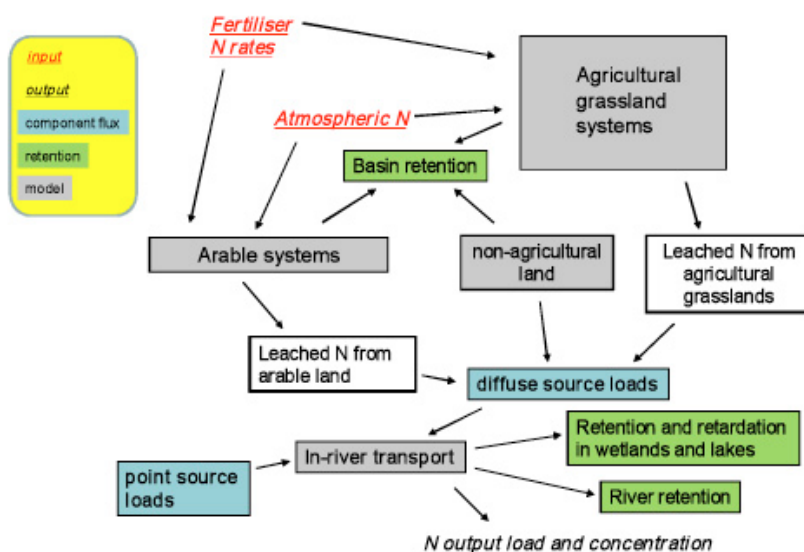 input
output
component flux
retention
model
Fertiliser
N rates
Atmospheric N
Agricultural
grassland
systems
Basin retention
Arable systems
non-agricultural
land
Leached N from
agricultural
grasslands
Leached N from
arable land
diffuse source loads
In-river transport
Retention and retardation
in wetlands and lakes
point source
loads
River retention
N output load and concentration